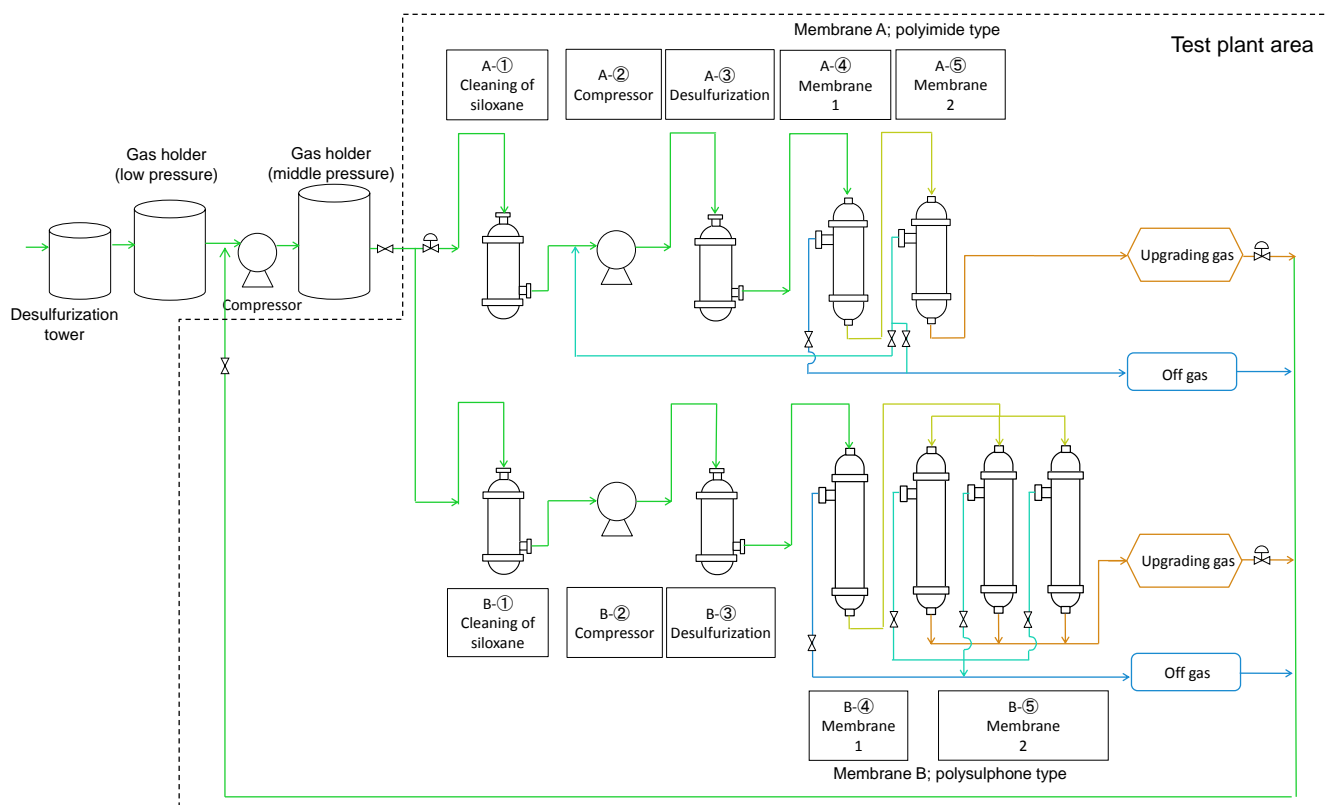 Membrane A; polyimide type
Test plant area
A-①
Cleaning of
siloxane
A-②
Compressor
A-③
Desulfurization
A-④
Membrane
1
A-⑤
Membrane
2
Gas holder
(low pressure)
Gas holder
(middle pressure)
Desulfurization
tower
Compressor
Upgrading gas
Off gas
Upgrading gas
Off gas
B-①
Cleaning of
siloxane
B-②
Compressor
B-③
Desulfurization
B-④
Membrane
1
B-⑤
Membrane
2
Membrane B; polysulphone type